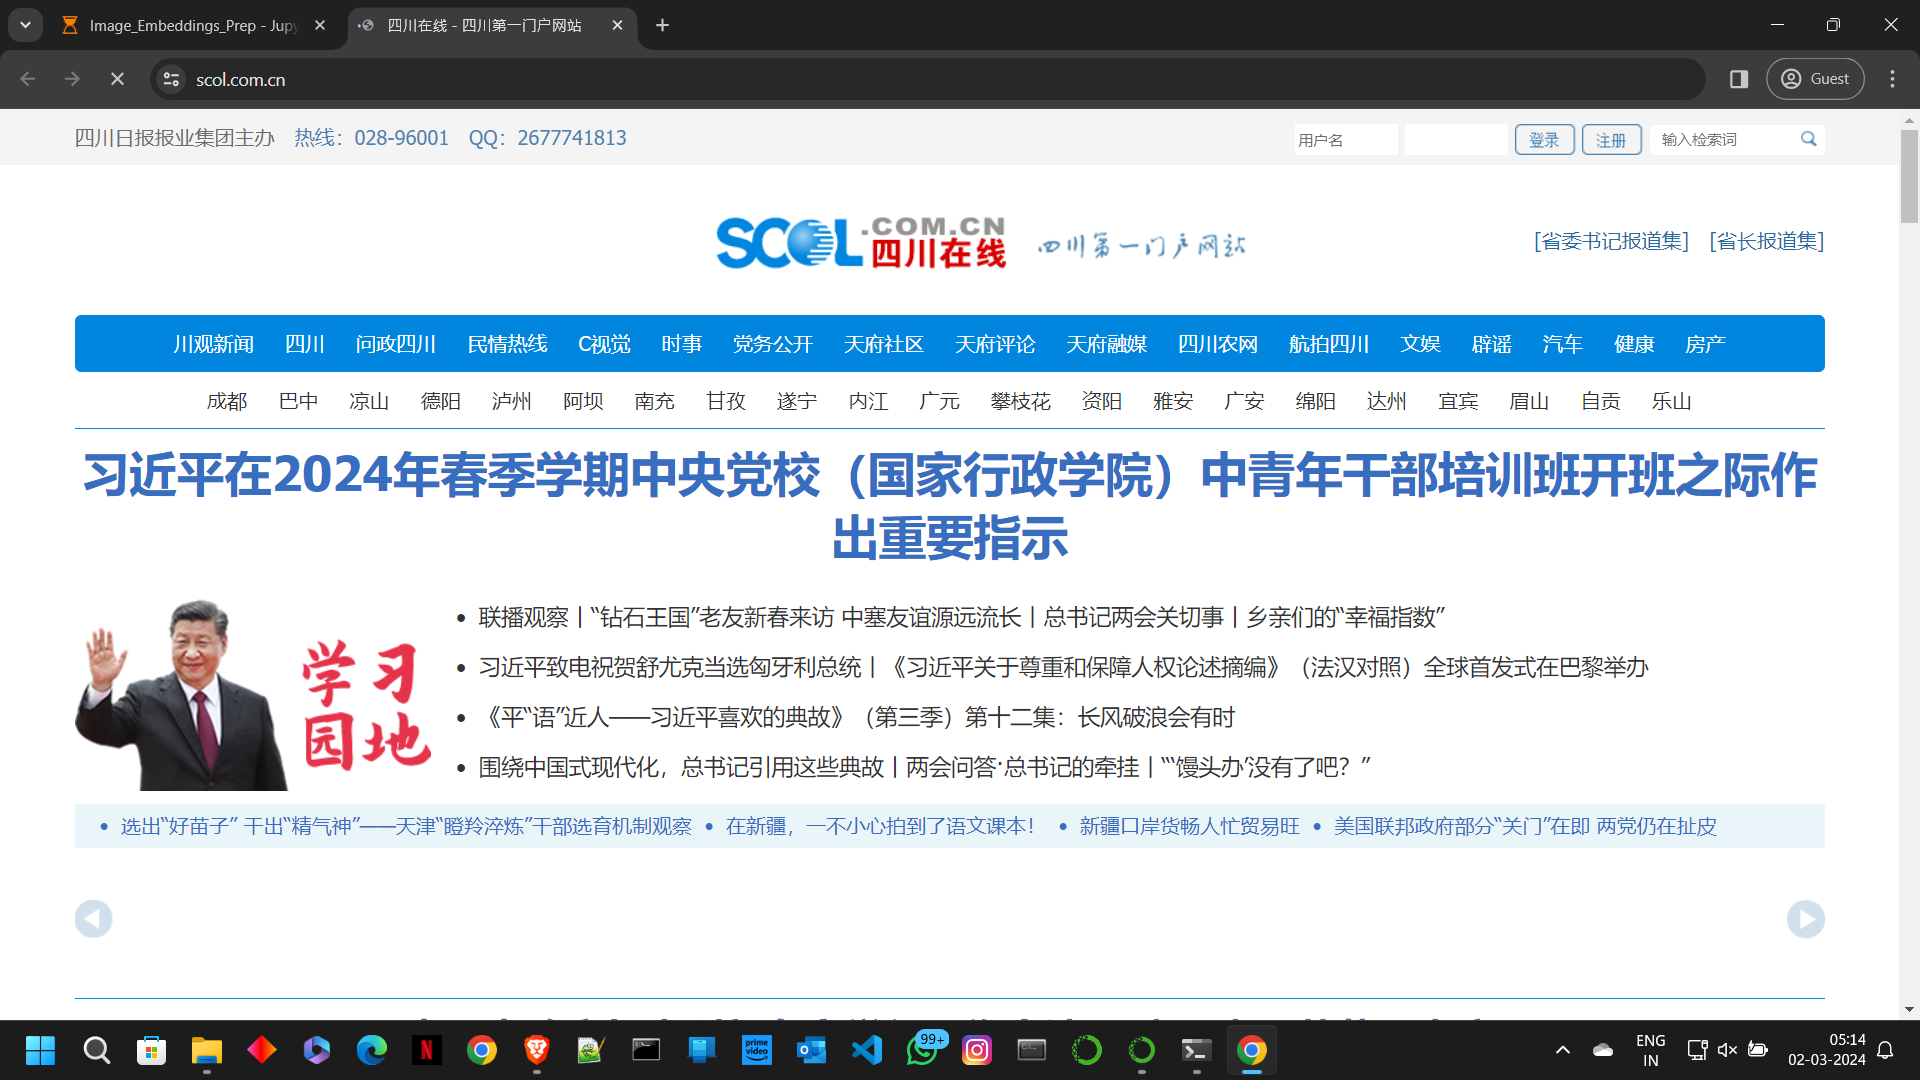 Image_Embeddings_Prep - Jupy
四川在线 - 四川第一门户网站
scol.com.cn
Guest
四川日报报业集团主办 热线：028-96001 QQ：2677741813
用户名 登录 注册 输入检索词
SCOL.COM.CN 四川在线 四川第一门户网站
[省委书记报道集] [省长报道集]
川观新闻 四川 问政四川 民情热线 C视觉 时事 党务公开 天府社区 天府评论 天府融媒 四川农网 航拍四川 文娱 辟谣 汽车 健康 房产
成都 巴中 凉山 德阳 泸州 阿坝 南充 甘孜 遂宁 内江 广元 攀枝花 资阳 雅安 广安 绵阳 达州 宜宾 眉山 自贡 乐山
习近平在2024年春季学期中央党校（国家行政学院）中青年干部培训班开班之际作
出重要指示
学习
园地
• 联播观察丨“钻石王国”老友新春来访 中塞友谊源远流长丨总书记两会关切事丨乡亲们的“幸福指数”
• 习近平致电祝贺舒尤克当选匈牙利总统丨《习近平关于尊重和保障人权论述摘编》（法汉对照）全球首发式在巴黎举办
• 《平“语”近人——习近平喜欢的典故》（第三季）第十二集：长风破浪会有时
• 围绕中国式现代化，总书记引用这些典故丨两会问答·总书记的牵挂丨“‘馒头办’没有了吧？”
• 选出“好苗子” 干出“精气神”——天津“瞪羚淬炼”干部选育机制观察 • 在新疆，一不小心拍到了语文课本！ • 新疆口岸货畅人忙贸易旺 • 美国联邦政府部分“关门”在即 两党仍在扯皮
prime video
99+
ENG
IN
05:14
02-03-2024